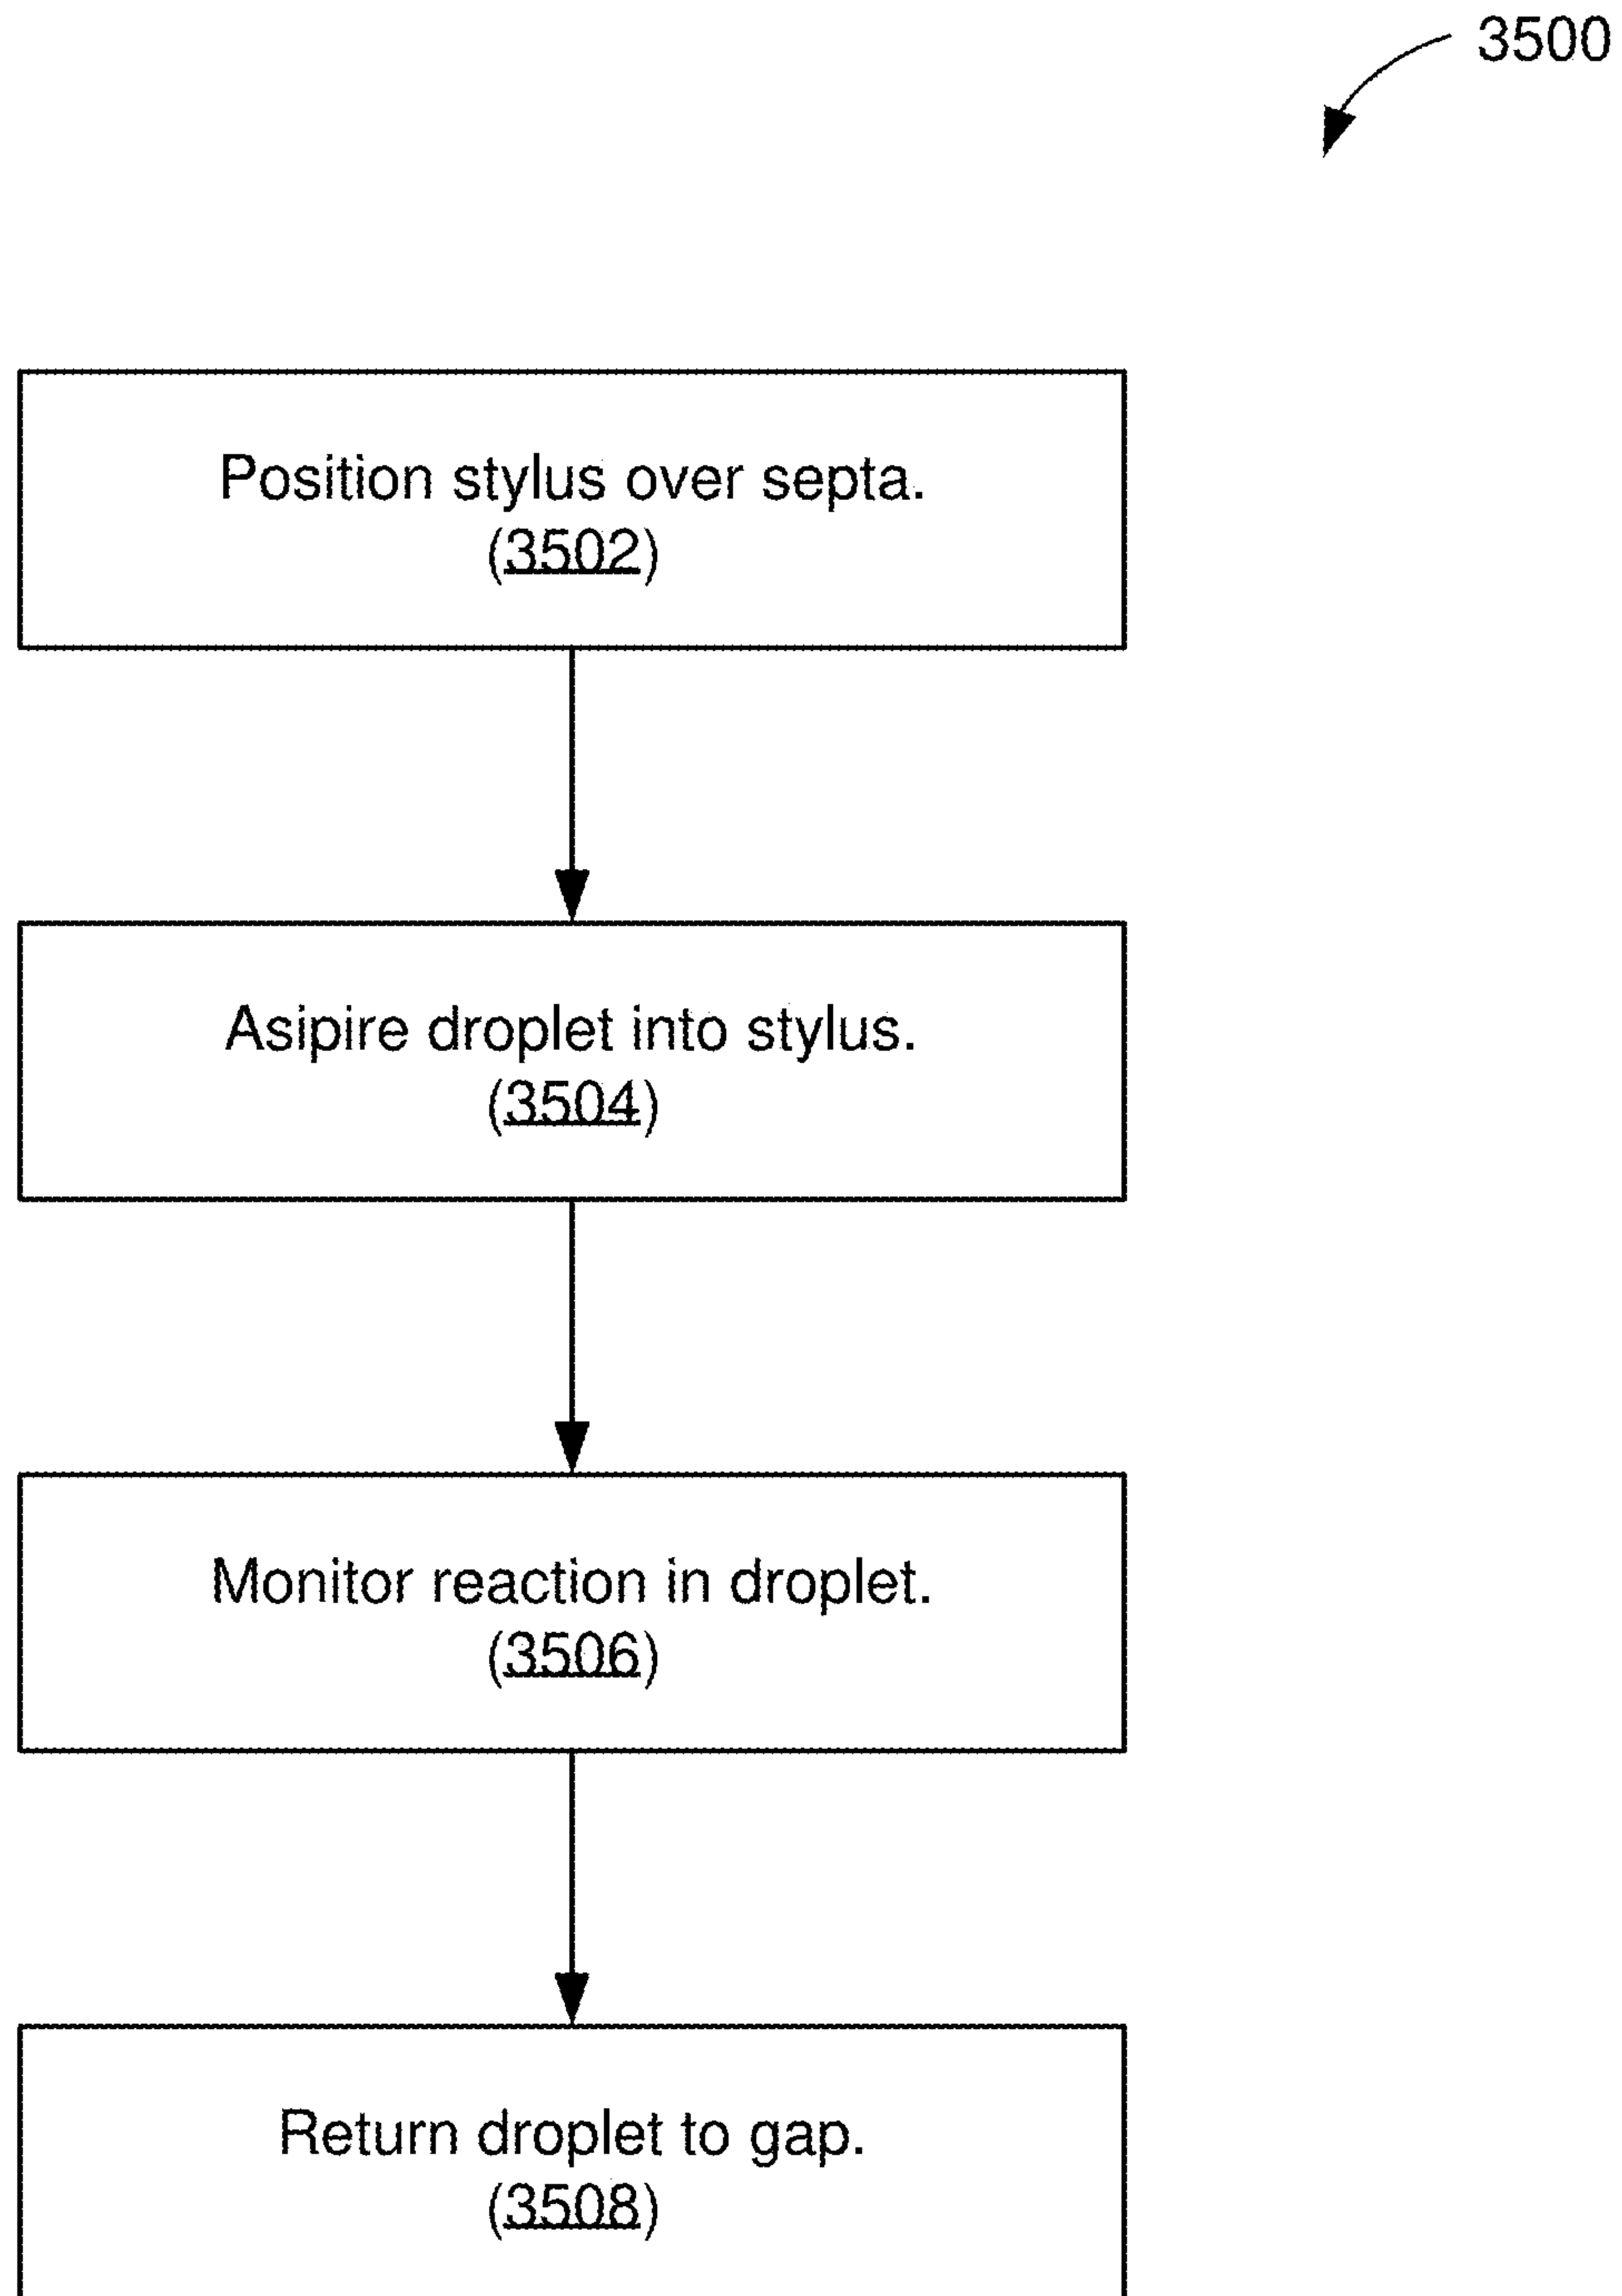 3500
Position stylus over septa.
(3502)
Asipire droplet into stylus.
(3504)
Monitor reaction in droplet.
(3506)
Return droplet to gap.
(3508)